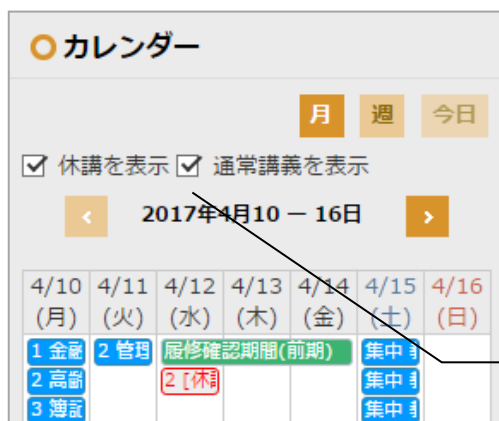 カレンダー
月 週 今日
休講を表示 通常講義を表示
2017年4月10 — 16日
4/10 4/11 4/12 4/13 4/14 4/15 4/16
(月) (火) (水) (木) (金) (土) (日)
1 金融 2 管理 履修確認期間(前期) 集中
2 高齢 2 [休講 集中
3 簿記 集中